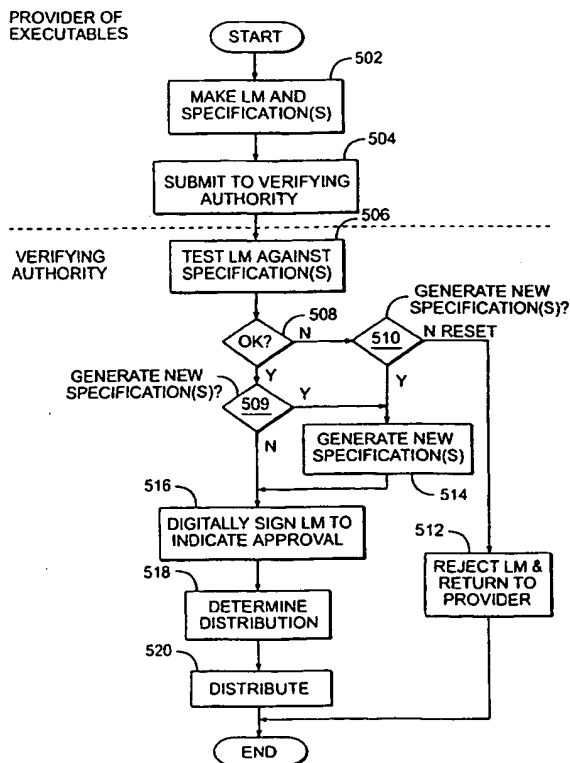 PROVIDER OF
EXECUTABLES
START
502
MAKE LM AND
SPECIFICATION(S)
504
SUBMIT TO VERIFYING
AUTHORITY
506
VERIFYING
AUTHORITY
TEST LM AGAINST
SPECIFICATION(S)
GENERATE NEW
SPECIFICATION(S)?
508
OK?
N
510
N RESET
Y
Y
GENERATE NEW
SPECIFICATION(S)?
509
Y
N
GENERATE NEW
SPECIFICATION(S)
514
516
DIGITALLY SIGN LM TO
INDICATE APPROVAL
512
REJECT LM &
RETURN TO
PROVIDER
518
DETERMINE
DISTRIBUTION
520
DISTRIBUTE
END